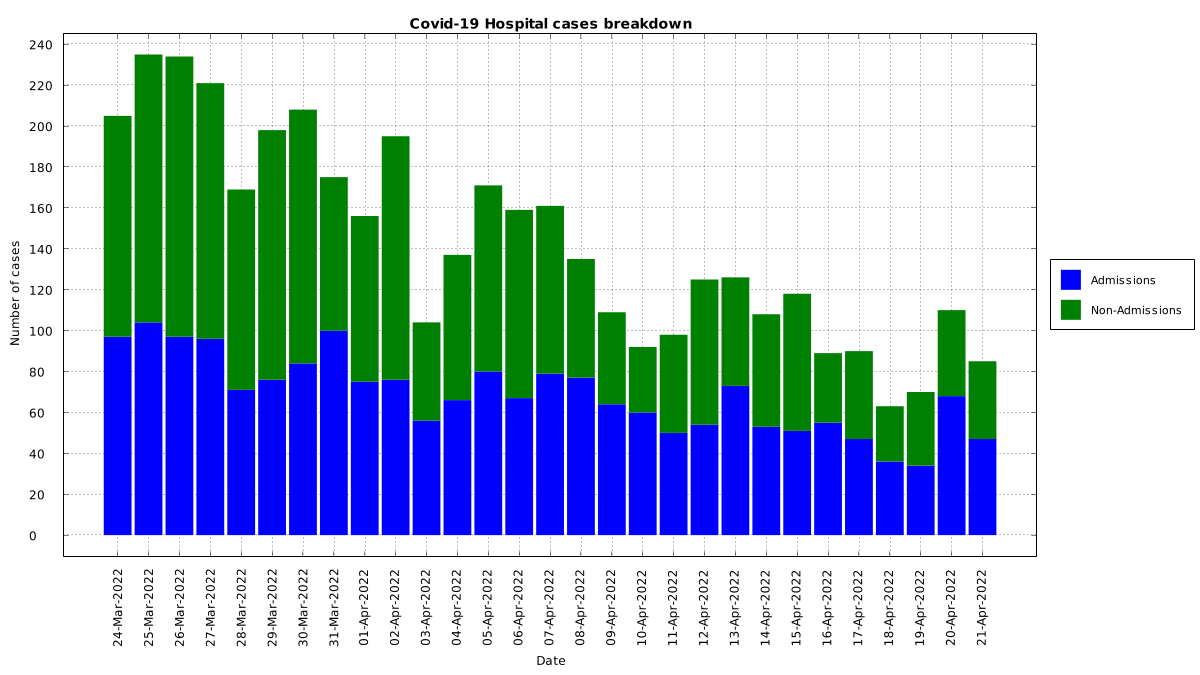 Covid-19 Hospital cases breakdown
240
220
200
180
160
140
120
100
80
60
40
20
0
Number of cases
Admissions
Non-Admissions
24-Mar-2022
25-Mar-2022
26-Mar-2022
27-Mar-2022
28-Mar-2022
29-Mar-2022
30-Mar-2022
31-Mar-2022
01-Apr-2022
02-Apr-2022
03-Apr-2022
04-Apr-2022
05-Apr-2022
06-Apr-2022
07-Apr-2022
08-Apr-2022
09-Apr-2022
10-Apr-2022
11-Apr-2022
12-Apr-2022
13-Apr-2022
14-Apr-2022
15-Apr-2022
16-Apr-2022
17-Apr-2022
18-Apr-2022
19-Apr-2022
20-Apr-2022
21-Apr-2022
Date